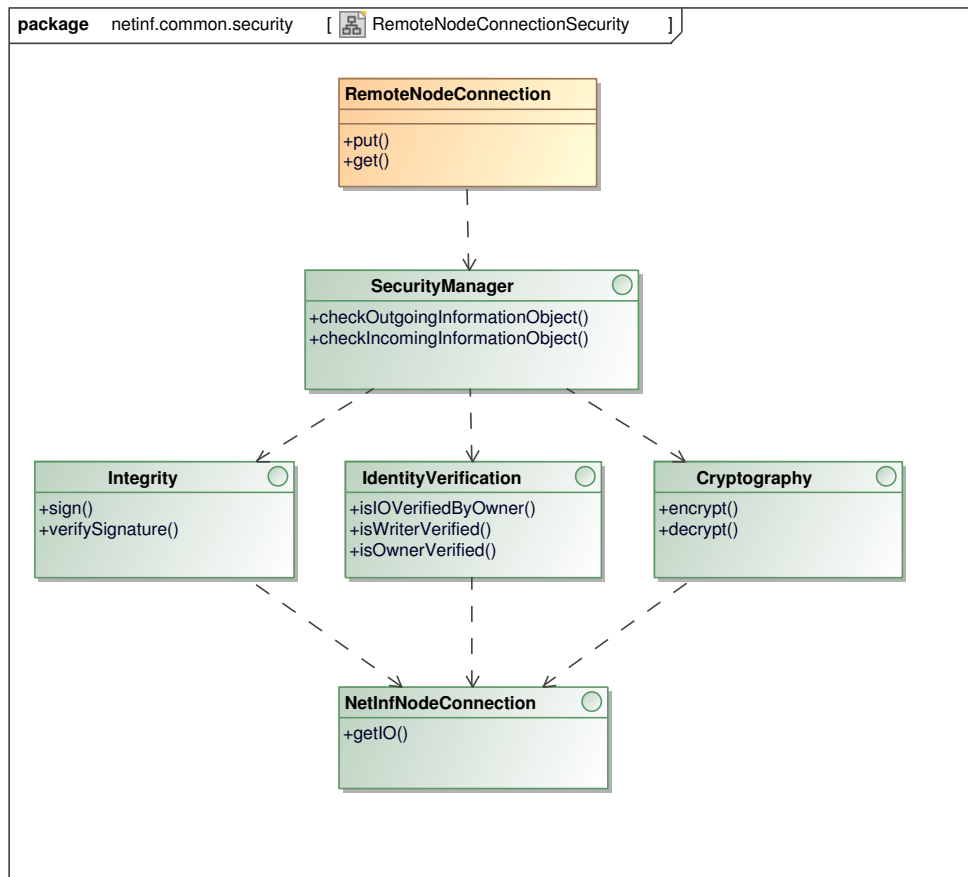 package netinf.common.security [ RemoteNodeConnectionSecurity ]
RemoteNodeConnection
+put()
+get()
SecurityManager
+checkOutgoingInformationObject()
+checkIncomingInformationObject()
Integrity
+sign()
+verifySignature()
IdentityVerification
+isIOVerifiedByOwner()
+isWriterVerified()
+isOwnerVerified()
Cryptography
+encrypt()
+decrypt()
NetInfNodeConnection
+getIO()